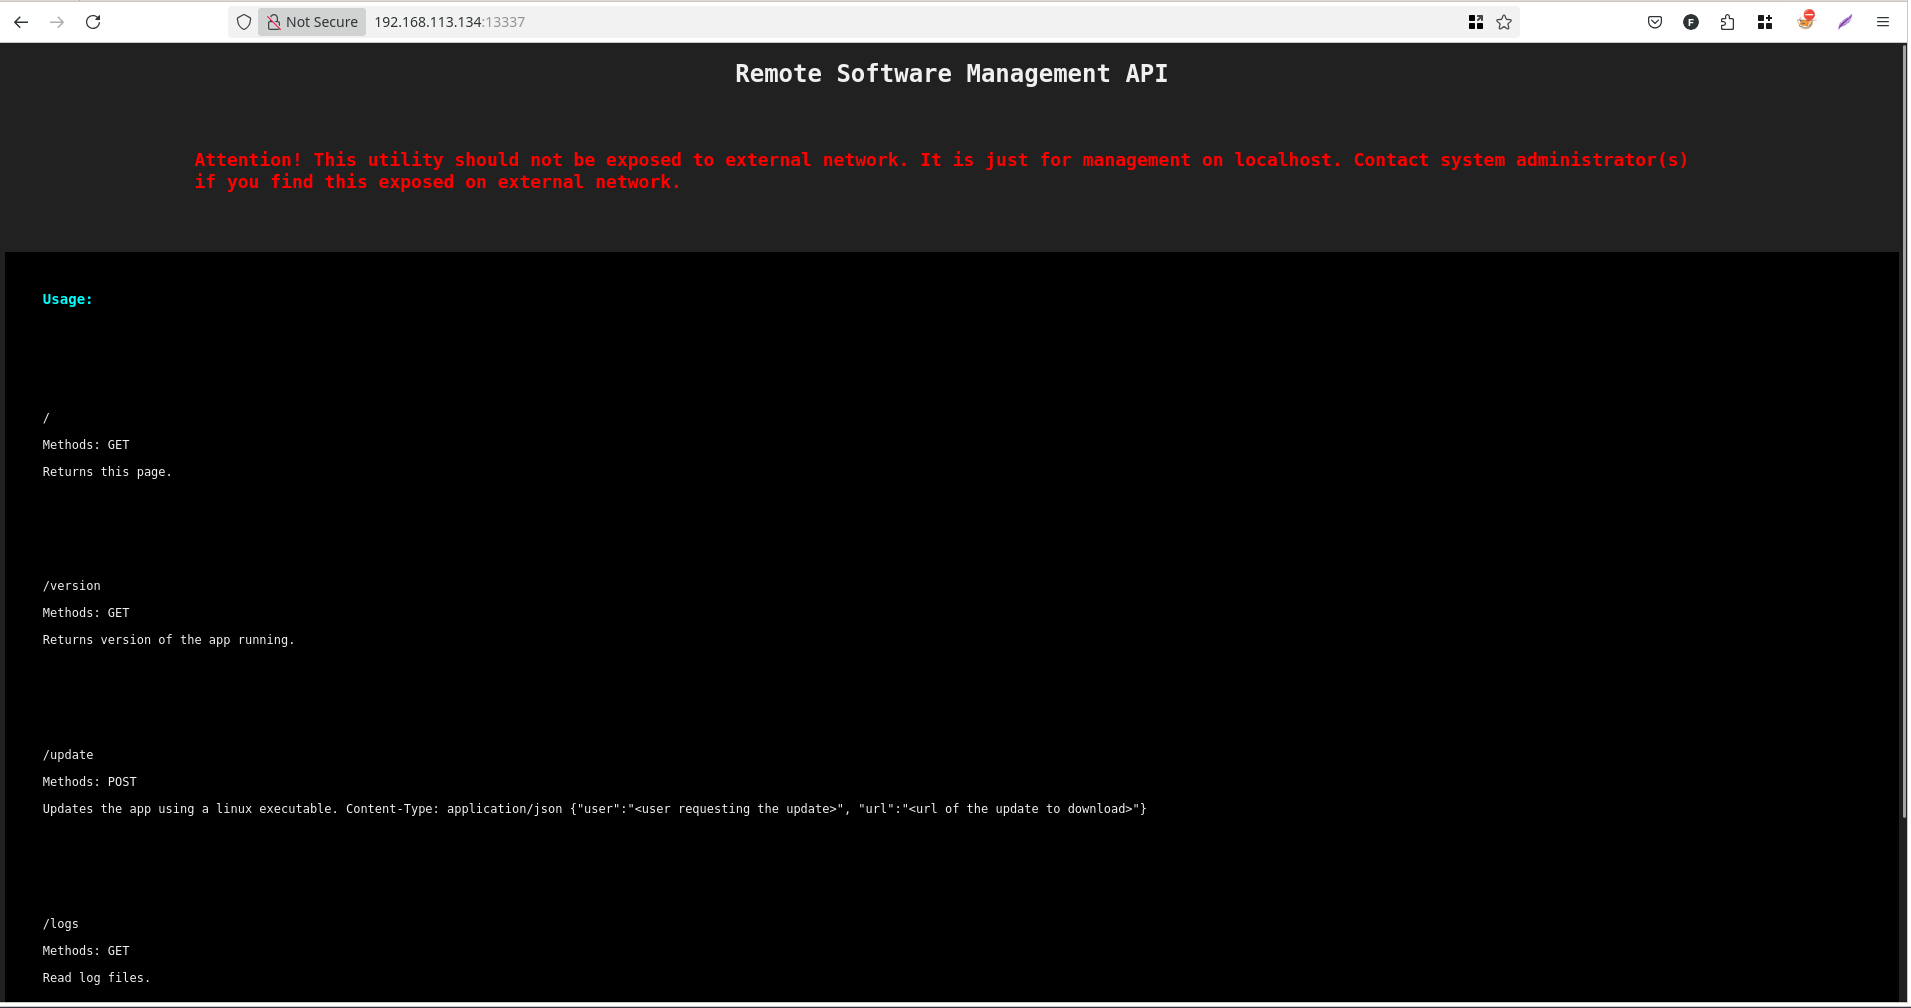 Not Secure 192.168.113.134:13337
Remote Software Management API
Attention! This utility should not be exposed to external network. It is just for management on localhost. Contact system administrator(s)
if you find this exposed on external network.
Usage:
/
Methods: GET
Returns this page.
/version
Methods: GET
Returns version of the app running.
/update
Methods: POST
Updates the app using a linux executable. Content-Type: application/json {"user":"<user requesting the update>", "url":"<url of the update to download>"}
/logs
Methods: GET
Read log files.